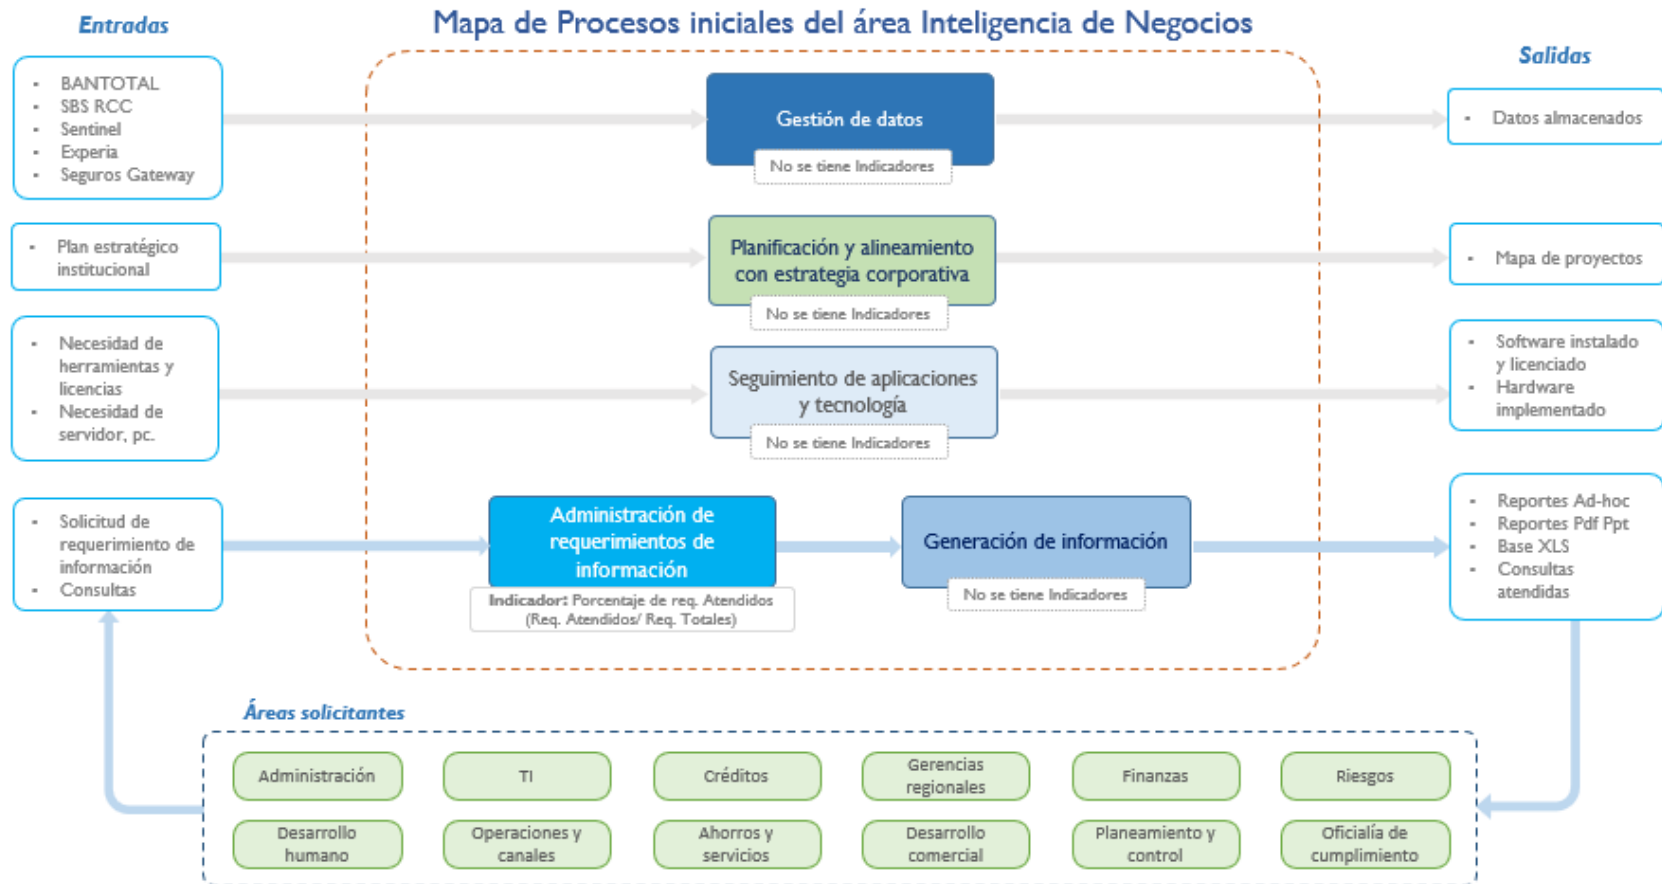 Entradas
Mapa de Procesos iniciales del área Inteligencia de Negocios
Salidas
- BANTOTAL
- SBS RCC
- Sentinel
- Experia
- Seguros Gateway
Gestión de datos
No se tiene Indicadores
- Datos almacenados
- Plan estratégico
institucional
Planificación y alineamiento
con estrategia corporativa
No se tiene Indicadores
- Mapa de proyectos
- Necesidad de
herramientas y
licencias
- Necesidad de
servidor, pc.
Seguimiento de aplicaciones
y tecnología
No se tiene Indicadores
- Software instalado
y licenciado
- Hardware
implementado
- Solicitud de
requerimiento de
información
- Consultas
Administración de
requerimientos de
información
Indicador: Porcentaje de req. Atendidos
(Req. Atendidos/ Req. Totales)
Generación de información
No se tiene Indicadores
- Reportes Ad-hoc
- Reportes Pdf Ppt
- Base XLS
- Consultas
atendidas
Áreas solicitantes
Administración
TI
Créditos
Gerencias
regionales
Finanzas
Riesgos
Desarrollo
humano
Operaciones y
canales
Ahorros y
servicios
Desarrollo
comercial
Planeamiento y
control
Oficialía de
cumplimiento